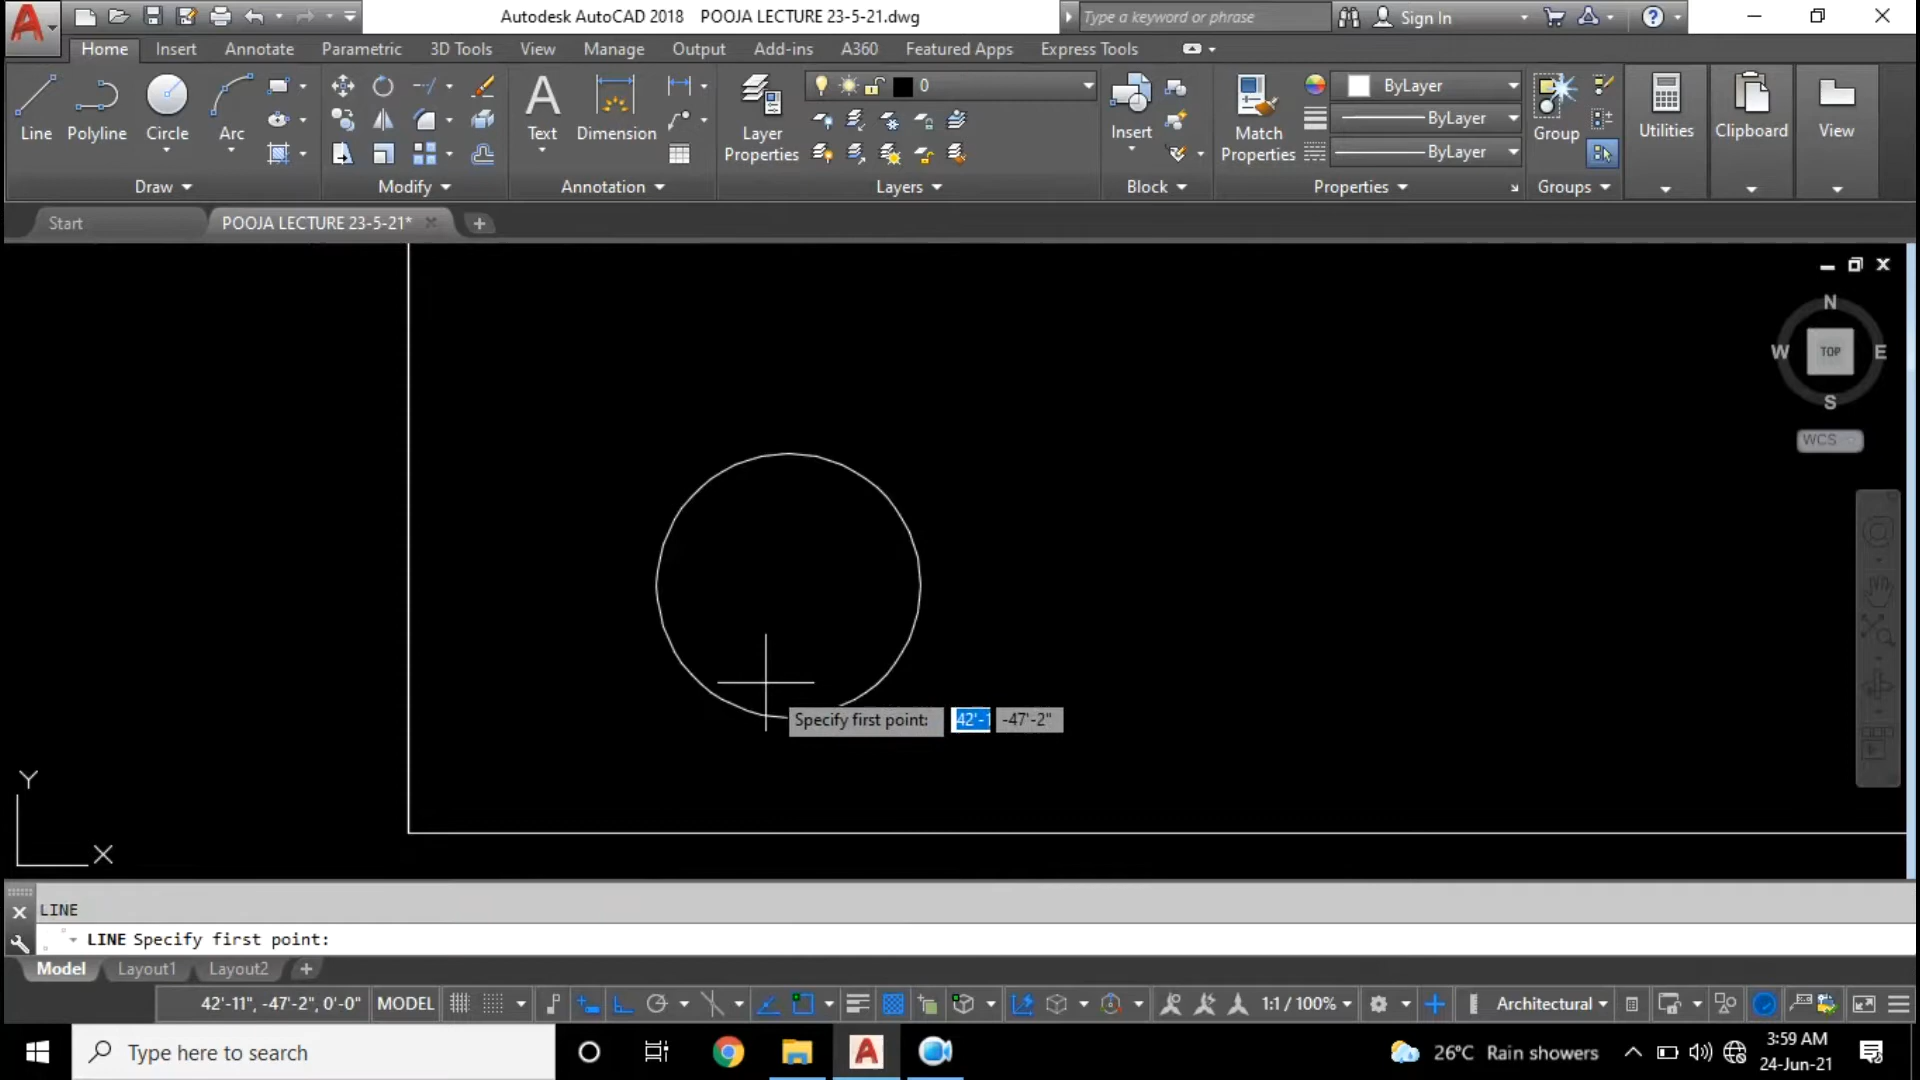 Autodesk AutoCAD 2018 POOJA LECTURE 23-5-21.dwg
Type a keyword or phrase
Sign In
Home Insert Annotate Parametric 3D Tools View Manage Output Add-ins A360 Featured Apps Express Tools
0
ByLayer
ByLayer
ByLayer
Line Polyline Circle Arc
Text Dimension
Layer Properties
Insert
Match Properties
Group
Utilities
Clipboard
View
Draw Modify Annotation Layers Block Properties Groups
Start POOJA LECTURE 23-5-21*
N
W TOP E
S
WCS
Specify first point: 42'-1 -47'-2"
Y
X
LINE
LINE Specify first point:
Model Layout1 Layout2
42'-11", -47'-2", 0'-0" MODEL 1:1 / 100% Architectural
Type here to search
26°C Rain showers
3:59 AM
24-Jun-21